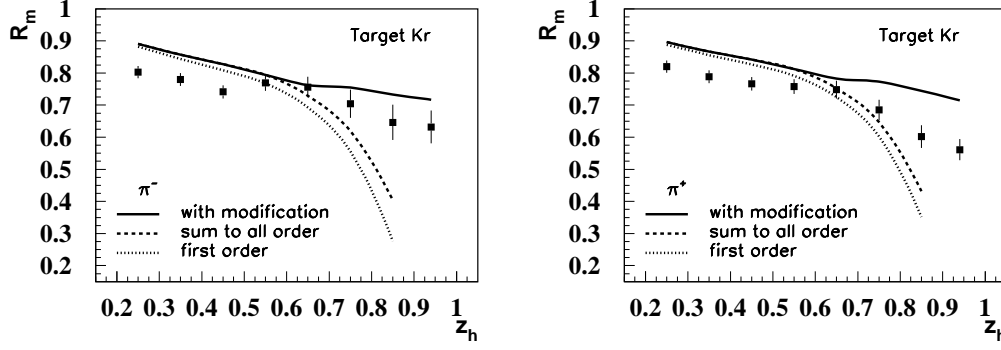 R_m
1
0.9
0.8
0.7
0.6
0.5
0.4
0.3
0.2
Target Kr
π⁻
with modification
sum to all order
first order
0.2 0.3 0.4 0.5 0.6 0.7 0.8 0.9 1
z_h
R_m
1
0.9
0.8
0.7
0.6
0.5
0.4
0.3
0.2
Target Kr
π⁺
with modification
sum to all order
first order
0.2 0.3 0.4 0.5 0.6 0.7 0.8 0.9 1
z_h